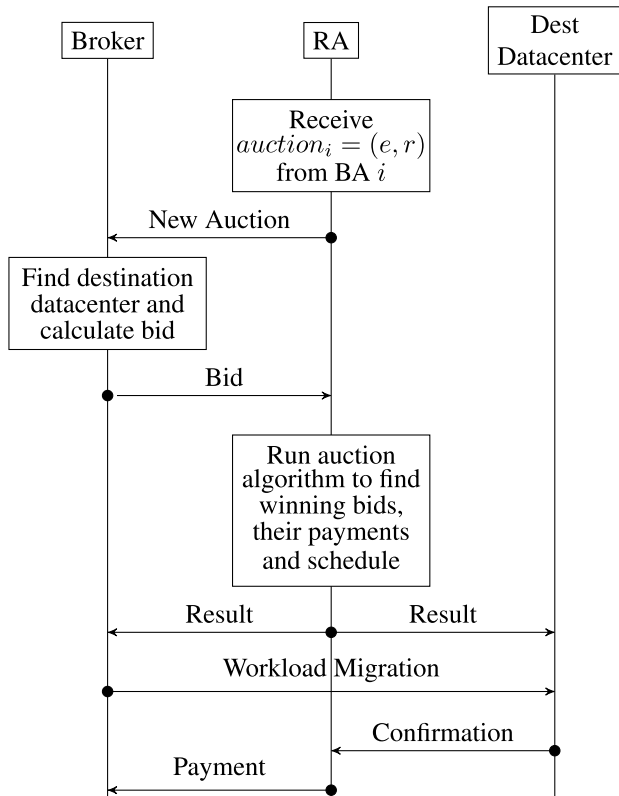 Broker
RA
Dest
Datacenter
Receive
auction_i = (e, r)
from BA i
New Auction
Find destination
datacenter and
calculate bid
Bid
Run auction
algorithm to find
winning bids,
their payments
and schedule
Result
Result
Workload Migration
Confirmation
Payment